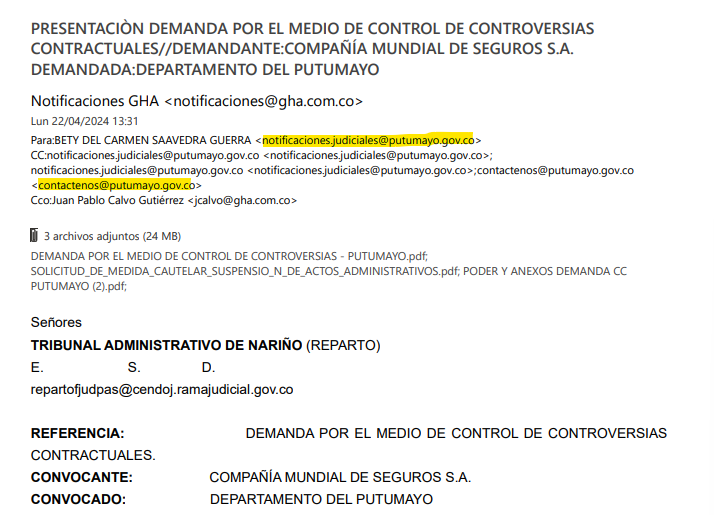 PRESENTACIÒN DEMANDA POR EL MEDIO DE CONTROL DE CONTROVERSIAS
CONTRACTUALES//DEMANDANTE:COMPAÑÍA MUNDIAL DE SEGUROS S.A.
DEMANDADA:DEPARTAMENTO DEL PUTUMAYO
Notificaciones GHA <notificaciones@gha.com.co>
Lun 22/04/2024 13:31
Para:BETY DEL CARMEN SAAVEDRA GUERRA <notificaciones.judiciales@putumayo.gov.co>
CC:notificaciones.judiciales@putumayo.gov.co <notificaciones.judiciales@putumayo.gov.co>;
notificaciones.judiciales@putumayo.gov.co <notificaciones.judiciales@putumayo.gov.co>;contactenos@putumayo.gov.co
<contactenos@putumayo.gov.co>
Cco:Juan Pablo Calvo Gutiérrez <jcalvo@gha.com.co>
3 archivos adjuntos (24 MB)
DEMANDA POR EL MEDIO DE CONTROL DE CONTROVERSIAS - PUTUMAYO.pdf;
SOLICITUD_DE_MEDIDA_CAUTELAR_SUSPENSIO_N_DE_ACTOS_ADMINISTRATIVOS.pdf; PODER Y ANEXOS DEMANDA CC
PUTUMAYO (2).pdf;
Señores
TRIBUNAL ADMINISTRATIVO DE NARIÑO (REPARTO)
E. S. D.
repartofjudpas@cendoj.ramajudicial.gov.co
REFERENCIA: DEMANDA POR EL MEDIO DE CONTROL DE CONTROVERSIAS
CONTRACTUALES.
CONVOCANTE: COMPAÑÍA MUNDIAL DE SEGUROS S.A.
CONVOCADO: DEPARTAMENTO DEL PUTUMAYO